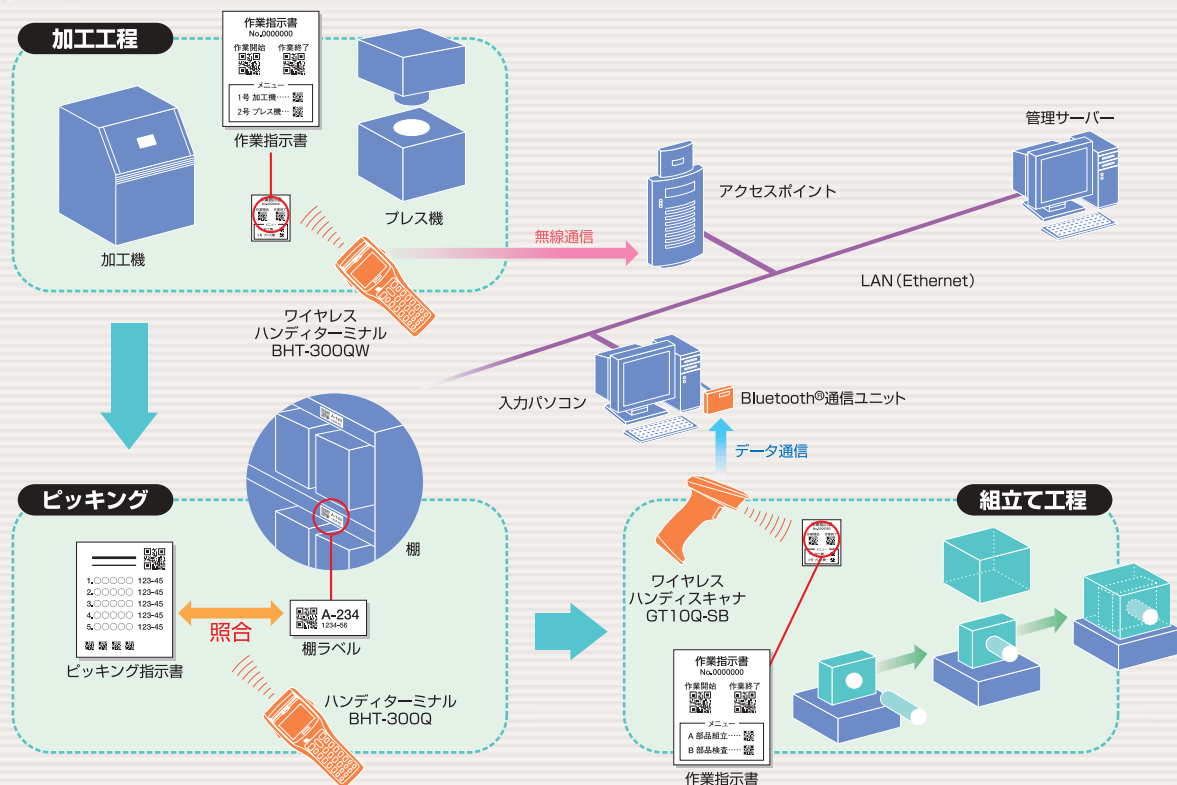 加工工程
作業指示書
No.0000000
作業開始 作業終了
メニュー
1号 加工機・・・・・
2号 プレス機・・・
作業指示書
加工機
プレス機
ワイヤレス
ハンディターミナル
BHT-300QW
無線通信
アクセスポイント
管理サーバー
LAN(Ethernet)
入力パソコン
Bluetooth®通信ユニット
データ通信
ピッキング
1.○○○○○ 123-45
2.○○○○○ 123-45
3.○○○○○ 123-45
4.○○○○○ 123-45
5.○○○○○ 123-45
ピッキング指示書
照合
棚
A-234
1234-56
棚ラベル
ハンディターミナル
BHT-300Q
組立て工程
ワイヤレス
ハンディスキャナ
GT10Q-SB
作業指示書
No.0000000
作業開始 作業終了
メニュー
A 部品組立・・・・・
B 部品検査・・・・・
作業指示書